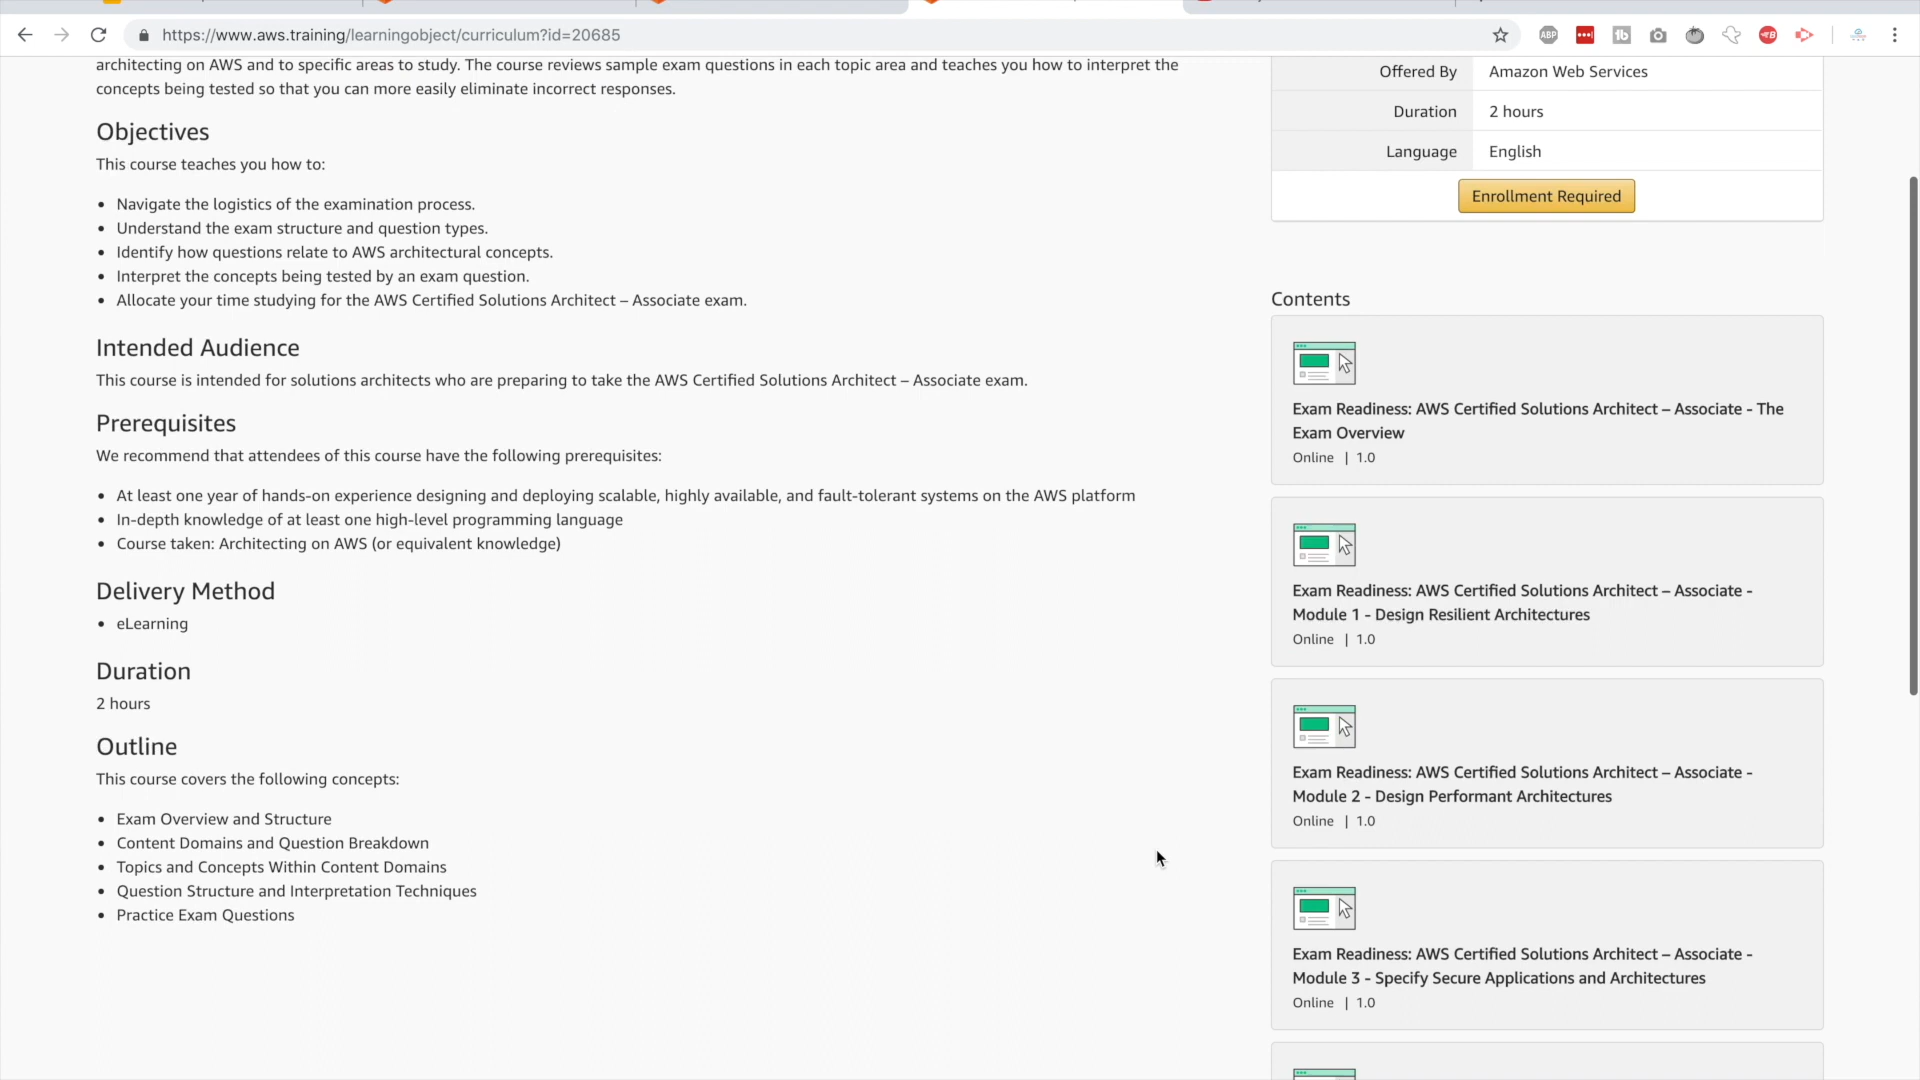 https://www.aws.training/learningobject/curriculum?id=20685
ABP
architecting on AWS and to specific areas to study. The course reviews sample exam questions in each topic area and teaches you how to interpret the
concepts being tested so that you can more easily eliminate incorrect responses.
Objectives
This course teaches you how to:
• Navigate the logistics of the examination process.
• Understand the exam structure and question types.
• Identify how questions relate to AWS architectural concepts.
• Interpret the concepts being tested by an exam question.
• Allocate your time studying for the AWS Certified Solutions Architect – Associate exam.
Intended Audience
This course is intended for solutions architects who are preparing to take the AWS Certified Solutions Architect – Associate exam.
Prerequisites
We recommend that attendees of this course have the following prerequisites:
• At least one year of hands-on experience designing and deploying scalable, highly available, and fault-tolerant systems on the AWS platform
• In-depth knowledge of at least one high-level programming language
• Course taken: Architecting on AWS (or equivalent knowledge)
Delivery Method
• eLearning
Duration
2 hours
Outline
This course covers the following concepts:
• Exam Overview and Structure
• Content Domains and Question Breakdown
• Topics and Concepts Within Content Domains
• Question Structure and Interpretation Techniques
• Practice Exam Questions
Offered By Amazon Web Services
Duration 2 hours
Language English
Enrollment Required
Contents
Exam Readiness: AWS Certified Solutions Architect – Associate - The
Exam Overview
Online | 1.0
Exam Readiness: AWS Certified Solutions Architect – Associate -
Module 1 - Design Resilient Architectures
Online | 1.0
Exam Readiness: AWS Certified Solutions Architect – Associate -
Module 2 - Design Performant Architectures
Online | 1.0
Exam Readiness: AWS Certified Solutions Architect – Associate -
Module 3 - Specify Secure Applications and Architectures
Online | 1.0